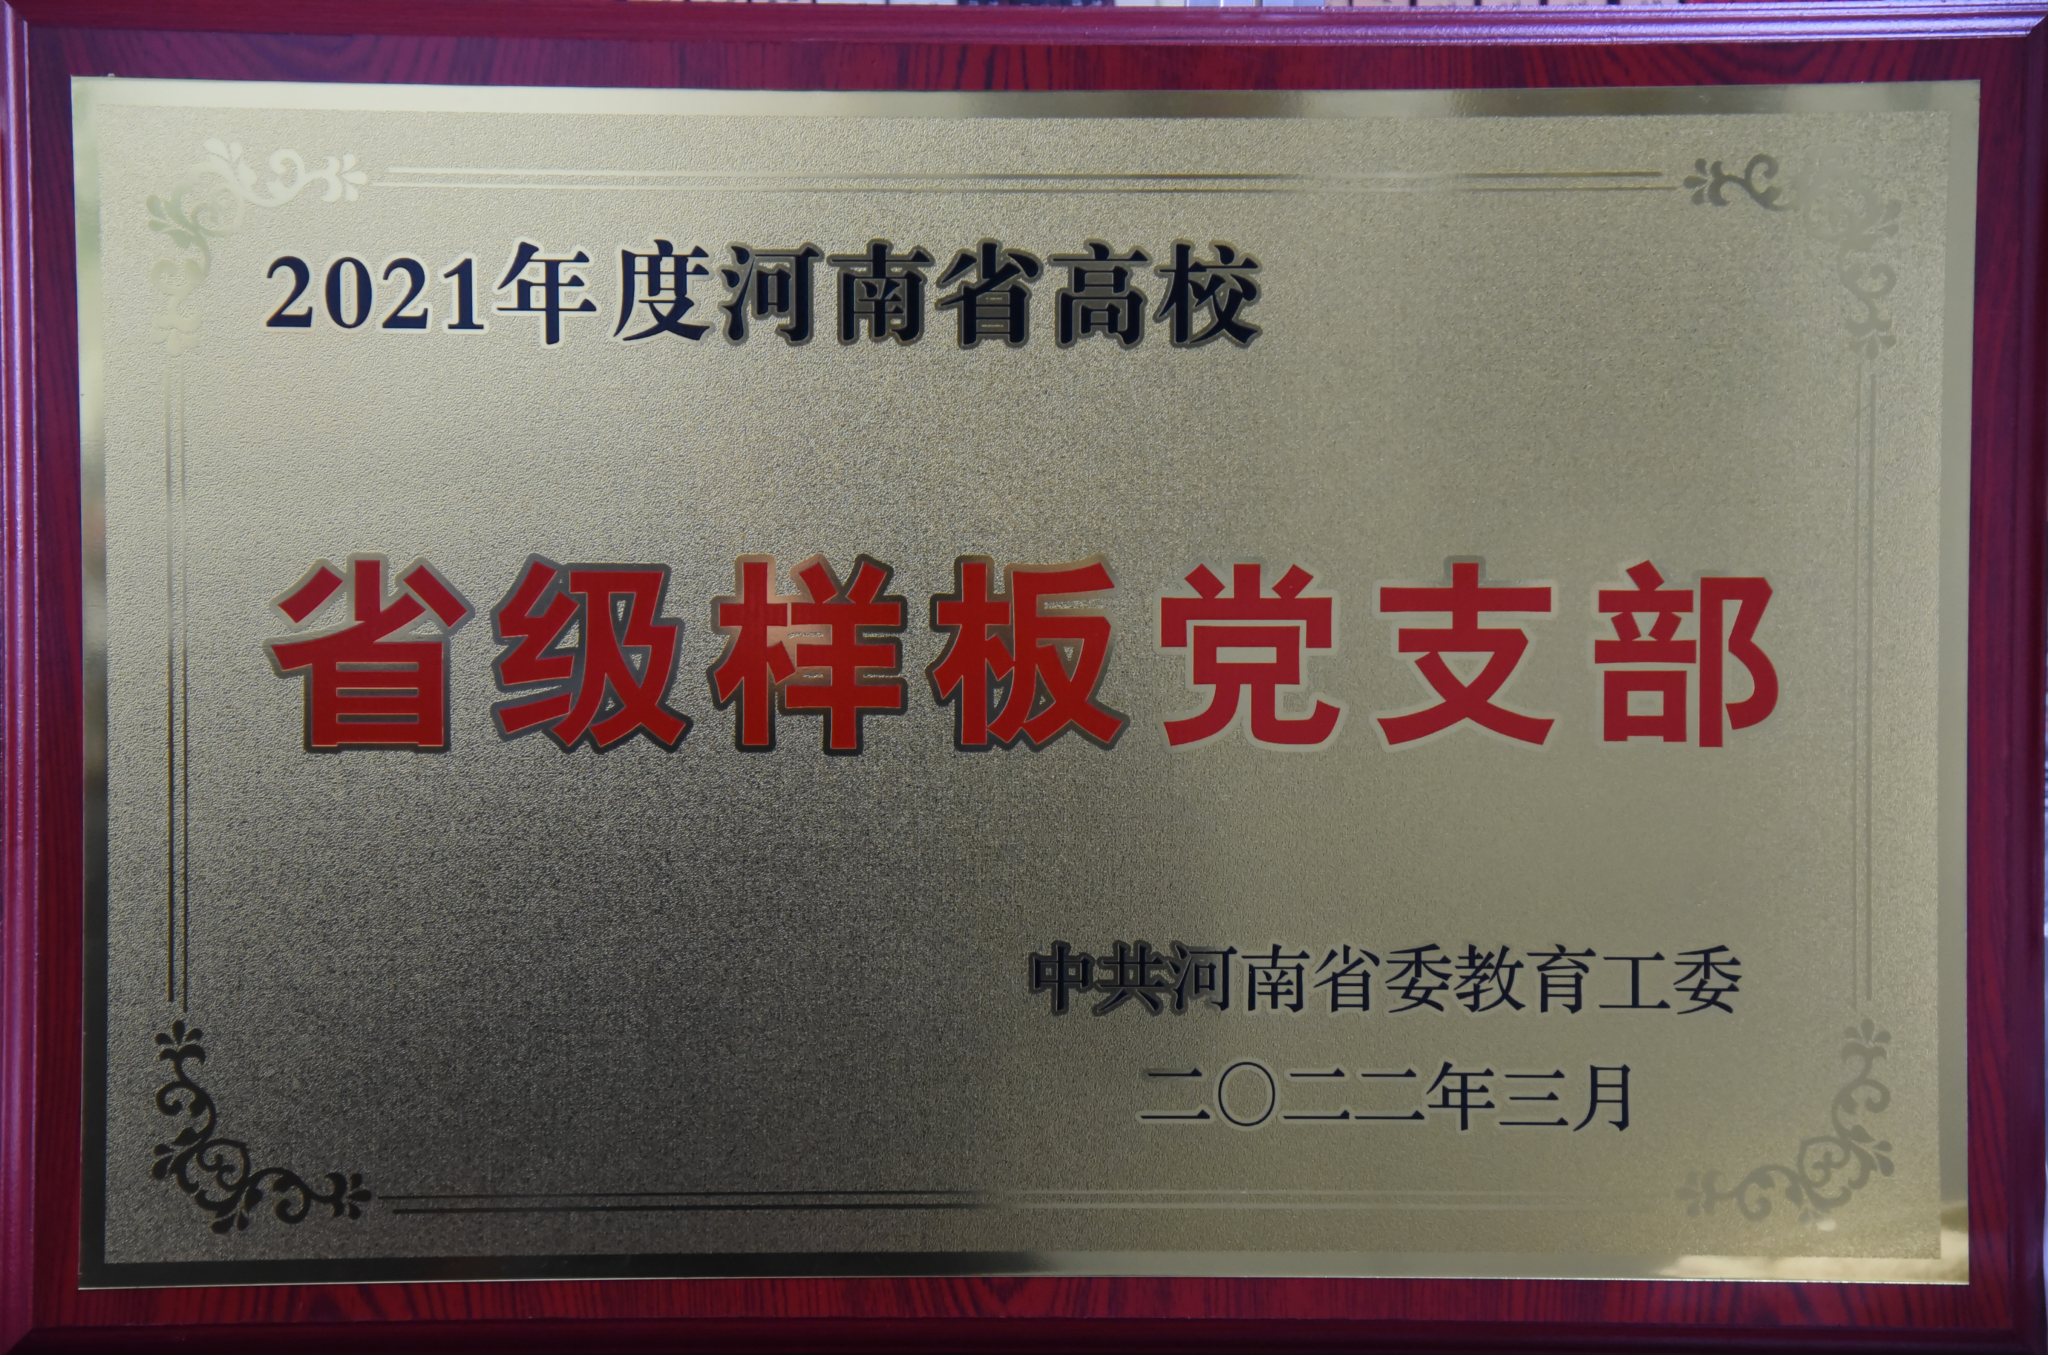 2021年度河南省高校
省级样板党支部
中共河南省委教育工委
二〇二二年三月